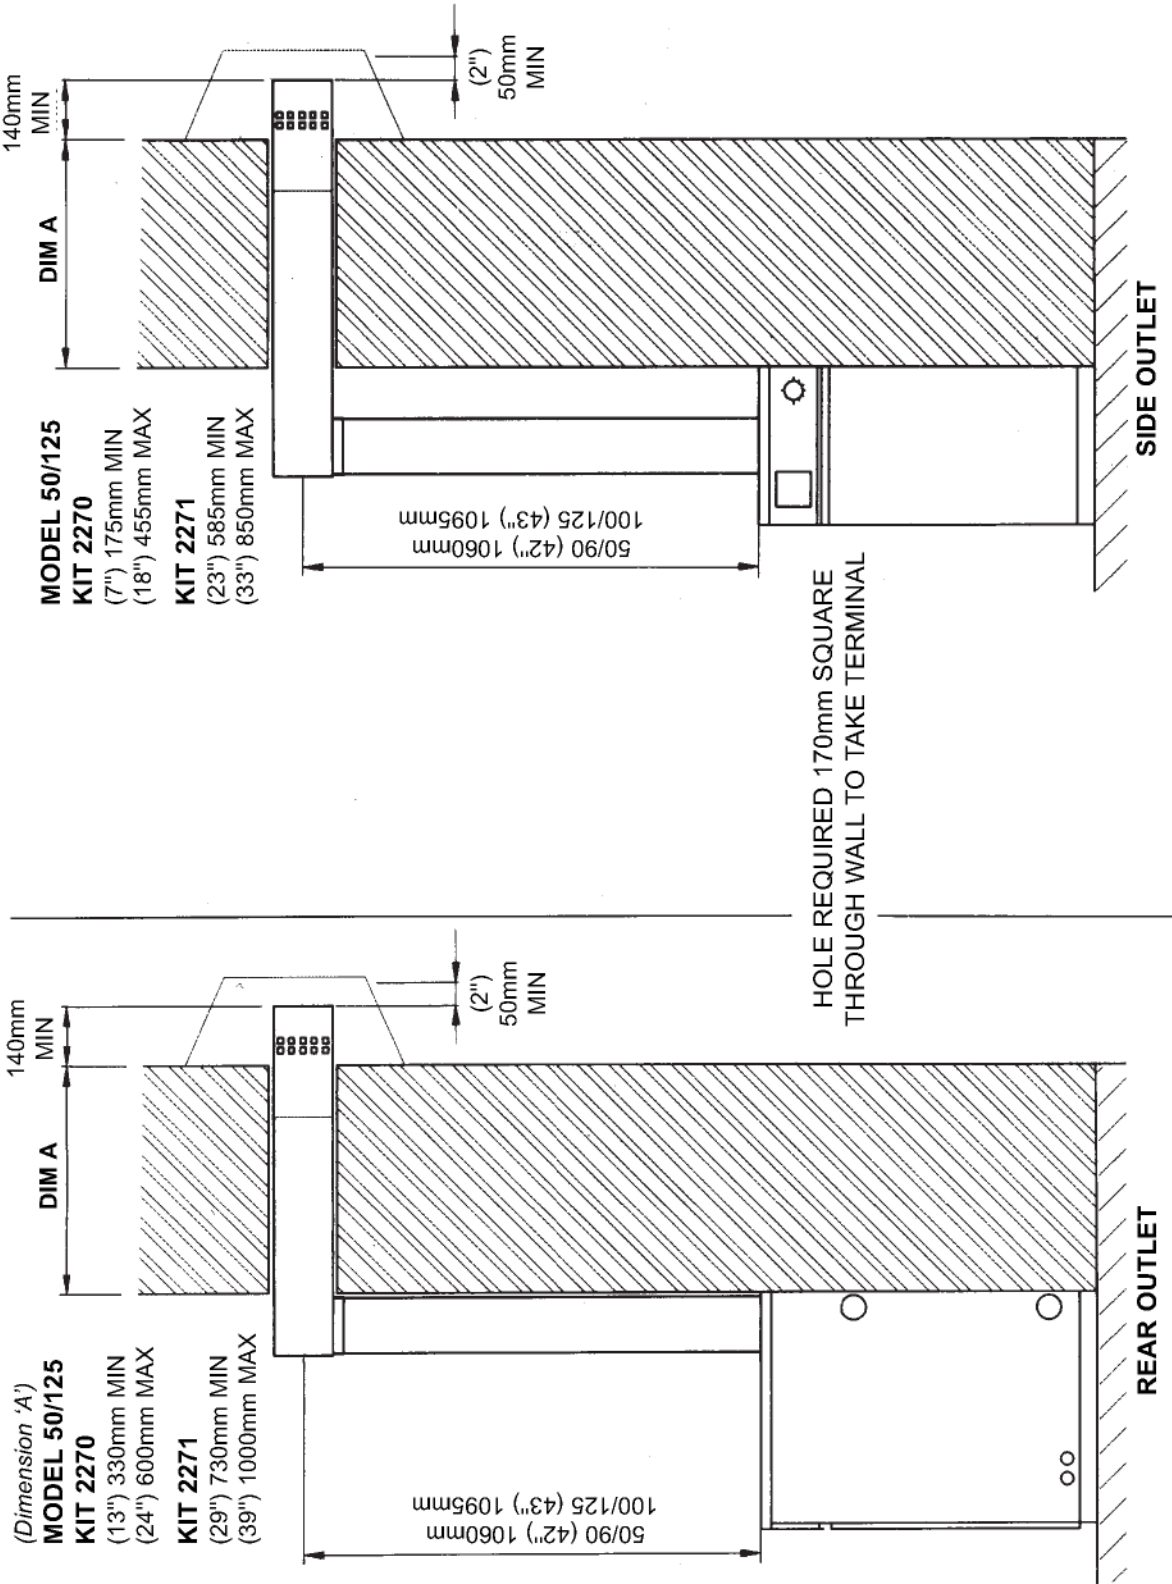 (Dimension 'A')
MODEL 50/125
KIT 2270
(13") 330mm MIN
(24") 600mm MAX
KIT 2271
(29") 730mm MIN
(39") 1000mm MAX
DIM A
140mm
MIN
(2")
50mm
MIN
50/90 (42") 1060mm
100/125 (43") 1095mm
REAR OUTLET
HOLE REQUIRED 170mm SQUARE
THROUGH WALL TO TAKE TERMINAL
MODEL 50/125
KIT 2270
(7") 175mm MIN
(18") 455mm MAX
KIT 2271
(23") 585mm MIN
(33") 850mm MAX
DIM A
140mm
MIN
(2")
50mm
MIN
50/90 (42") 1060mm
100/125 (43") 1095mm
SIDE OUTLET